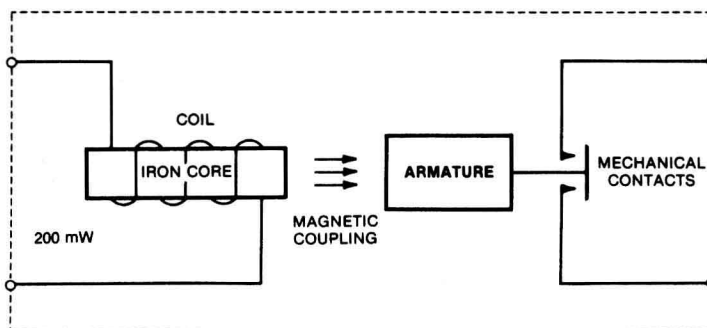 COIL
IRON CORE
200 mW
MAGNETIC
COUPLING
ARMATURE
MECHANICAL
CONTACTS